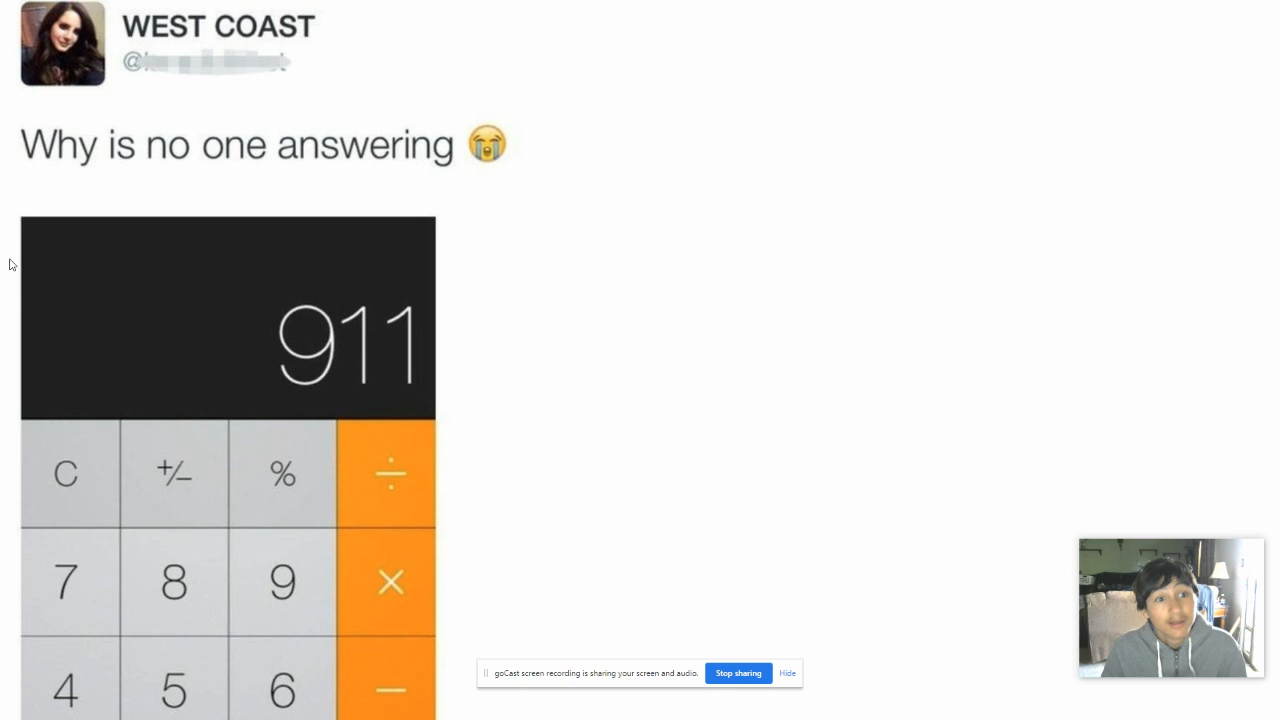 WEST COAST
@
Why is no one answering 😭
911
C +/− % ÷
7 8 9 ×
4 5 6 −
goCast screen recording is sharing your screen and audio. Stop sharing Hide